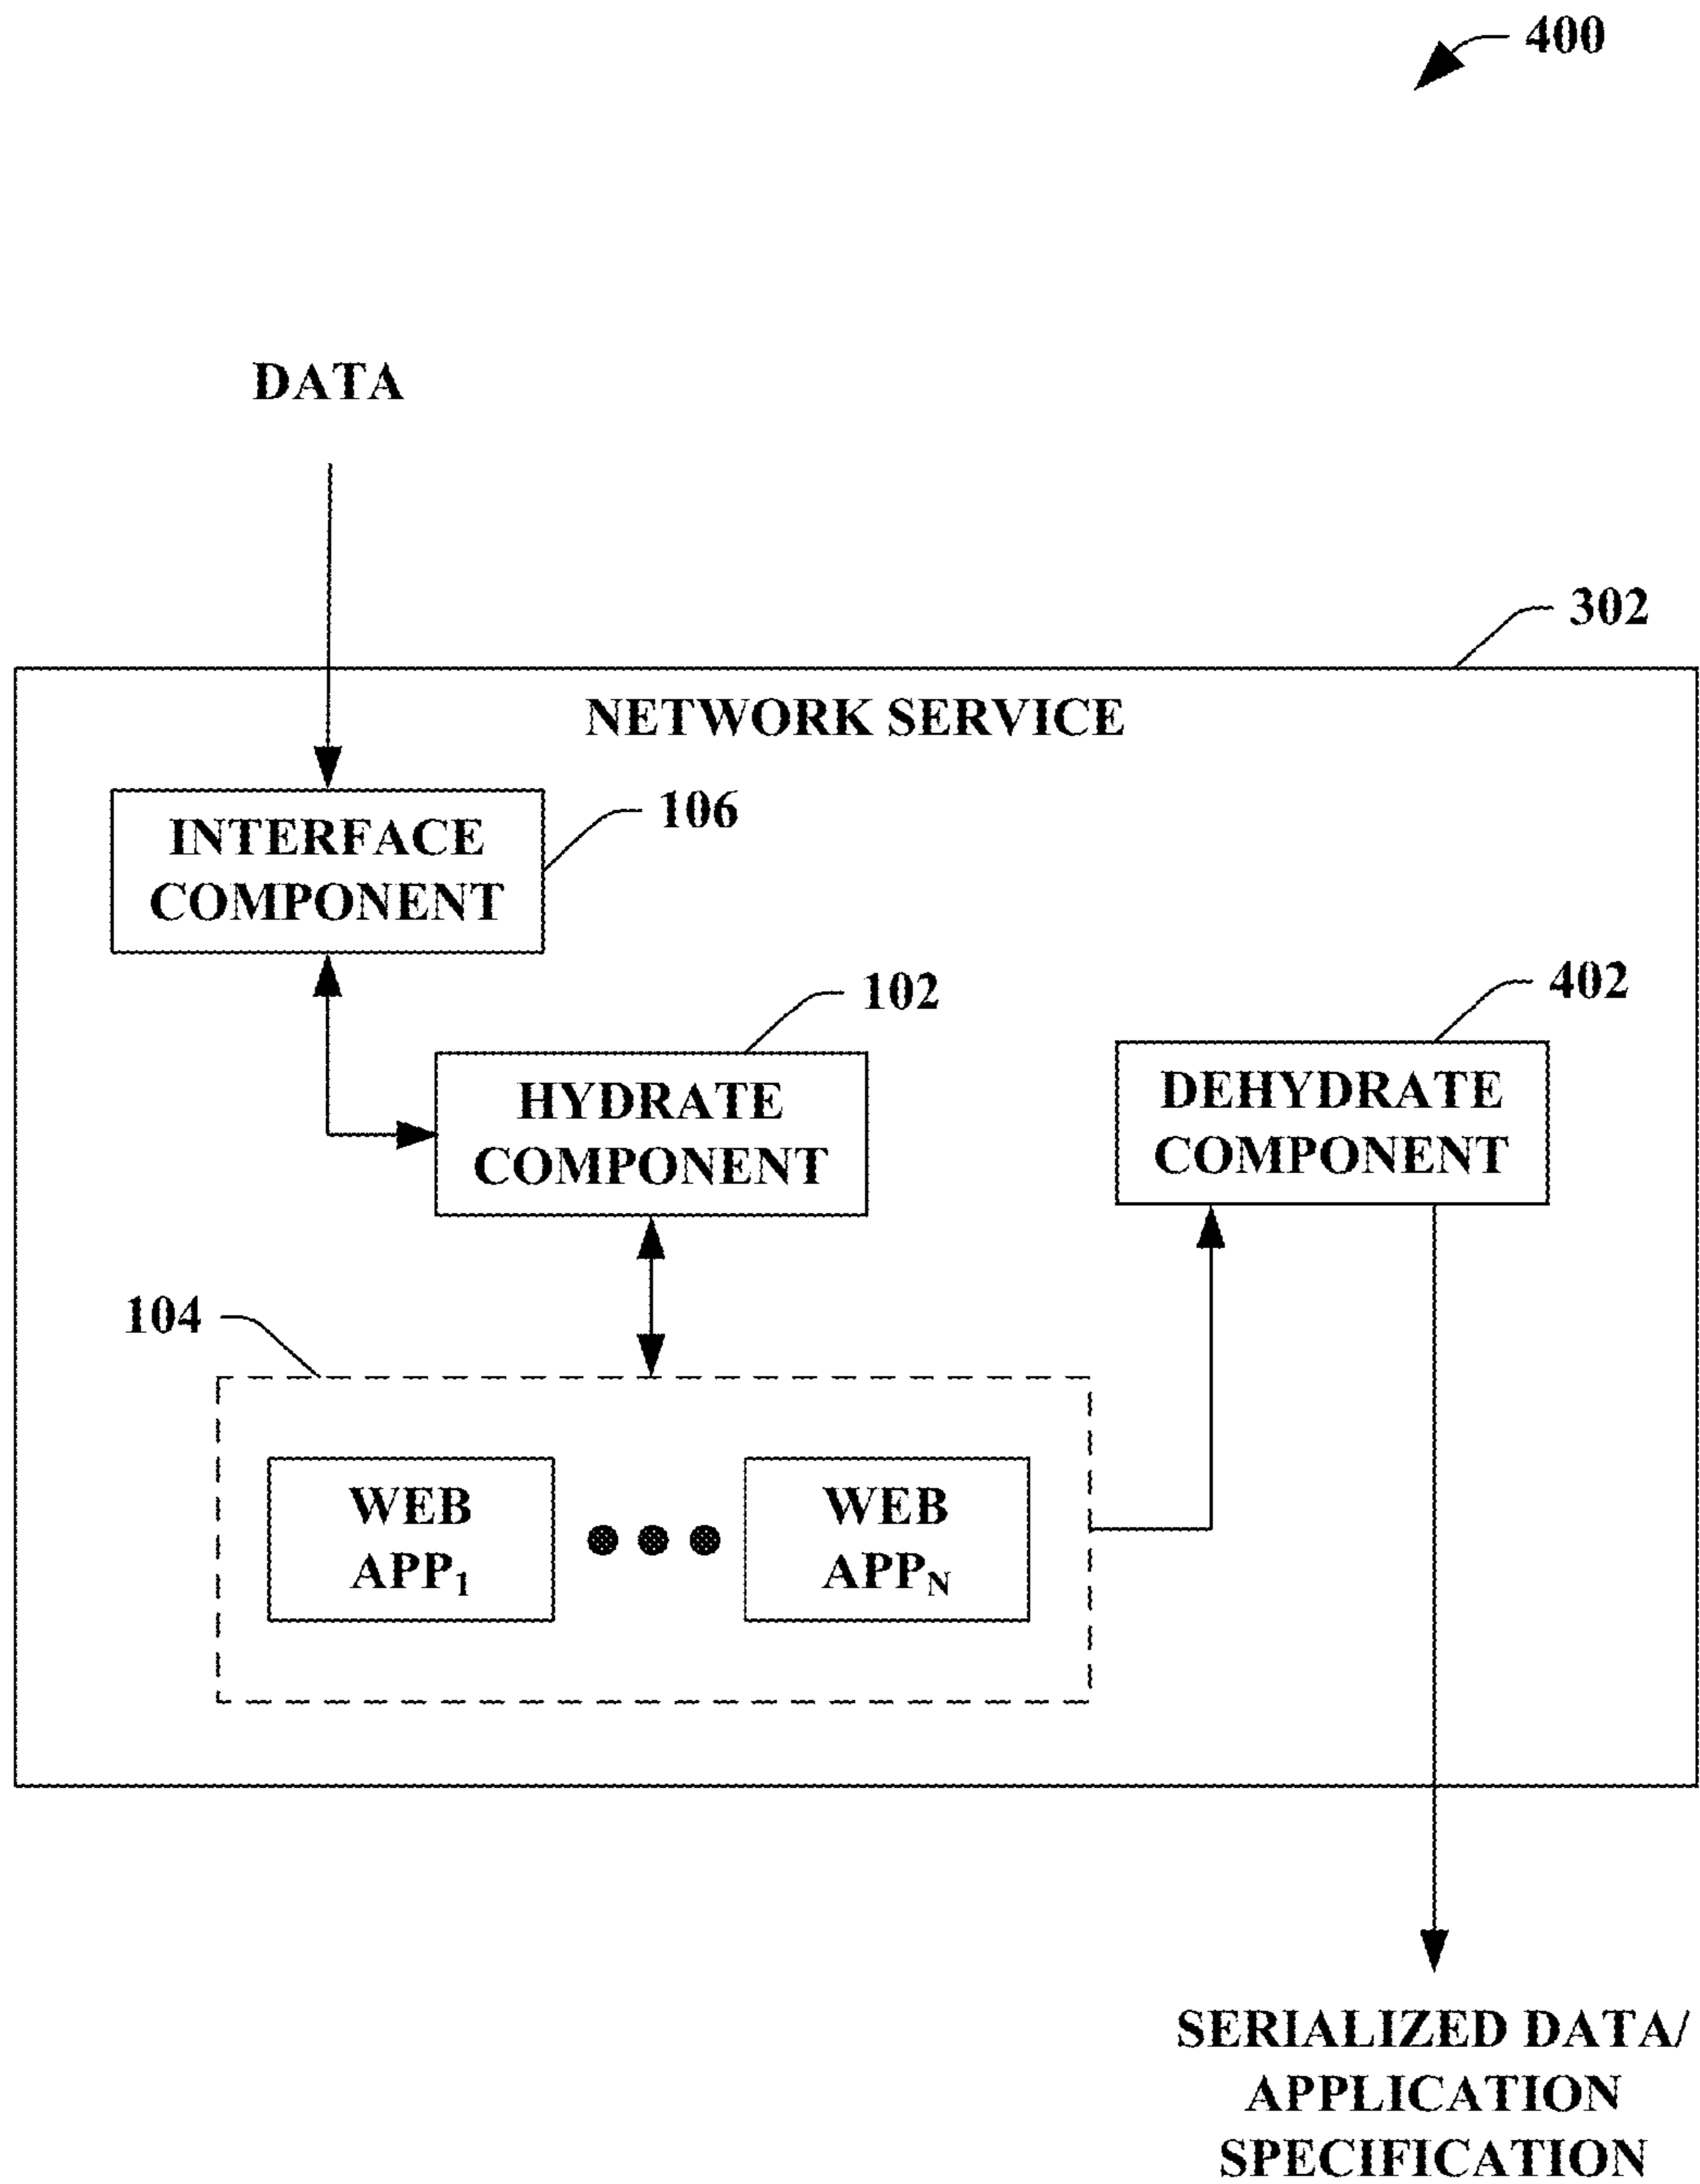 400
DATA
302
NETWORK SERVICE
106
INTERFACE
COMPONENT
102
402
HYDRATE
COMPONENT
DEHYDRATE
COMPONENT
104
WEB
APP₁
WEB
APP_N
SERIALIZED DATA/
APPLICATION
SPECIFICATION